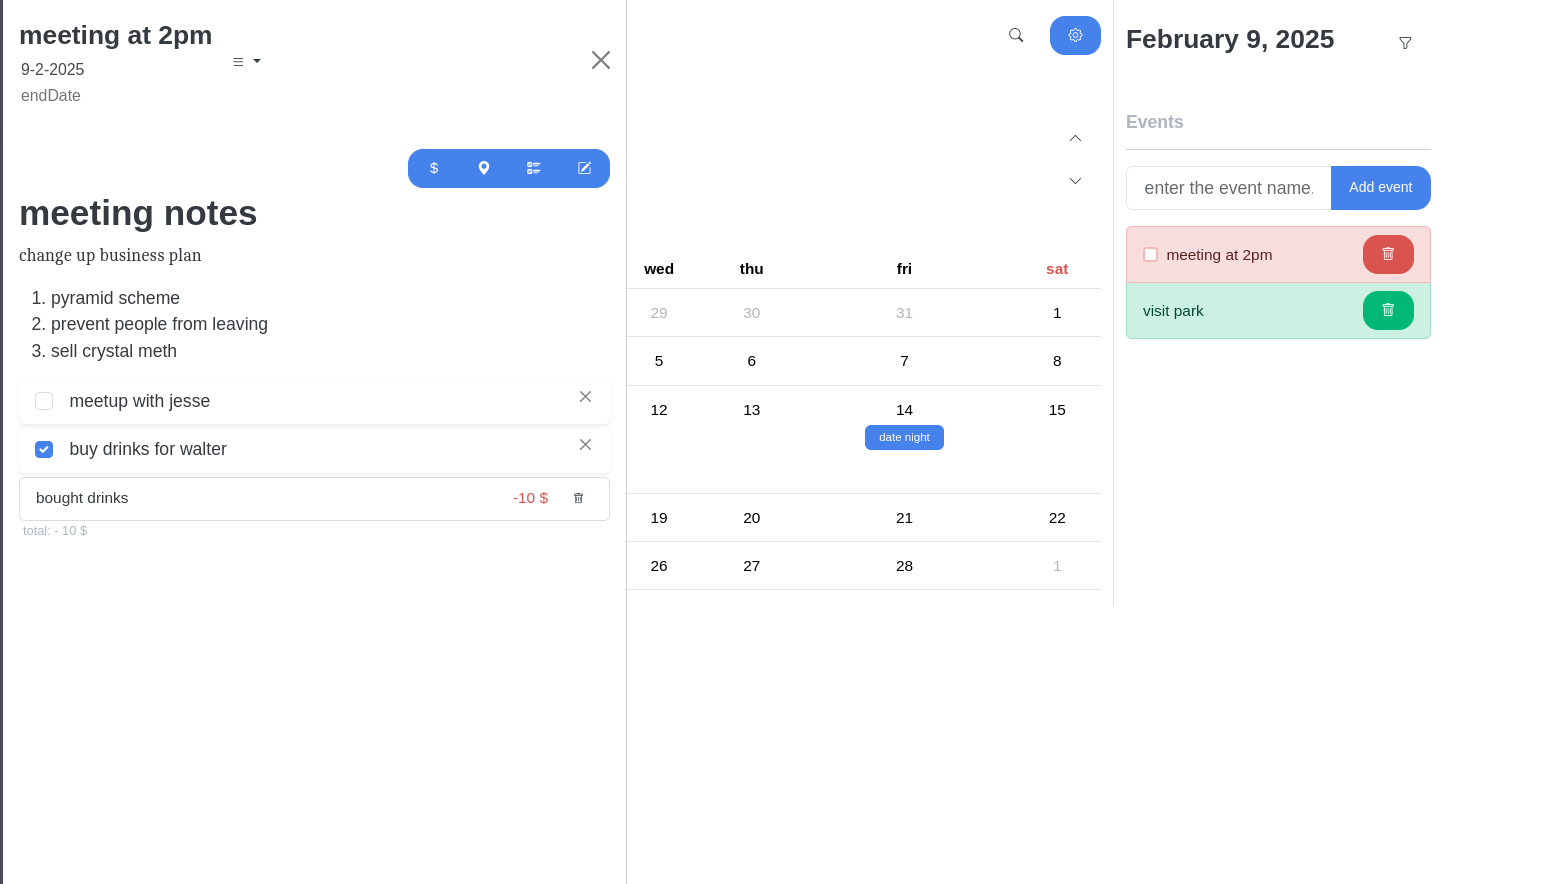 meeting at 2pm
9-2-2025
endDate
$
meeting notes
change up business plan
1. pyramid scheme
2. prevent people from leaving
3. sell crystal meth
meetup with jesse
buy drinks for walter
bought drinks -10 $
total: - 10 $
wed thu fri sat
29 30 31 1
5 6 7 8
12 13 14 15
date night
19 20 21 22
26 27 28 1
February 9, 2025
Events
enter the event name. Add event
meeting at 2pm
visit park